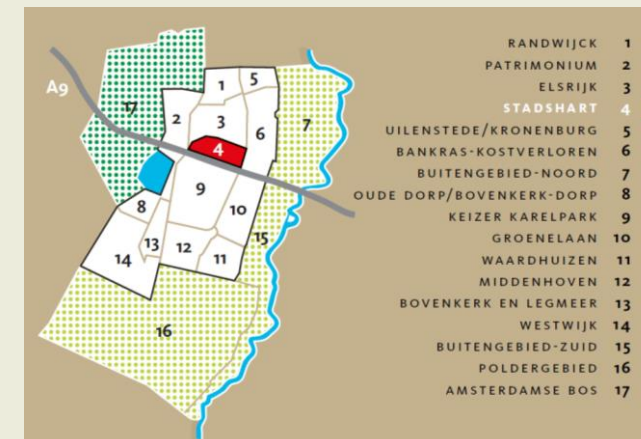 A9
1
5
17
2
3
7
4
6
9
8
10
13
15
14
12
11
16
RANDWIJCK 1
PATRIMONIUM 2
ELSRIJK 3
STADSHART 4
UILENSTEDE/KRONENBURG 5
BANKRAS-KOSTVERLOREN 6
BUITENGEBIED-NOORD 7
OUDE DORP/BOVENKERK-DORP 8
KEIZER KARELPARK 9
GROENELAAN 10
WAARDHUIZEN 11
MIDDENHOVEN 12
BOVENKERK EN LEGMEER 13
WESTWIJK 14
BUITENGEBIED-ZUID 15
POLDERGEBIED 16
AMSTERDAMSE BOS 17